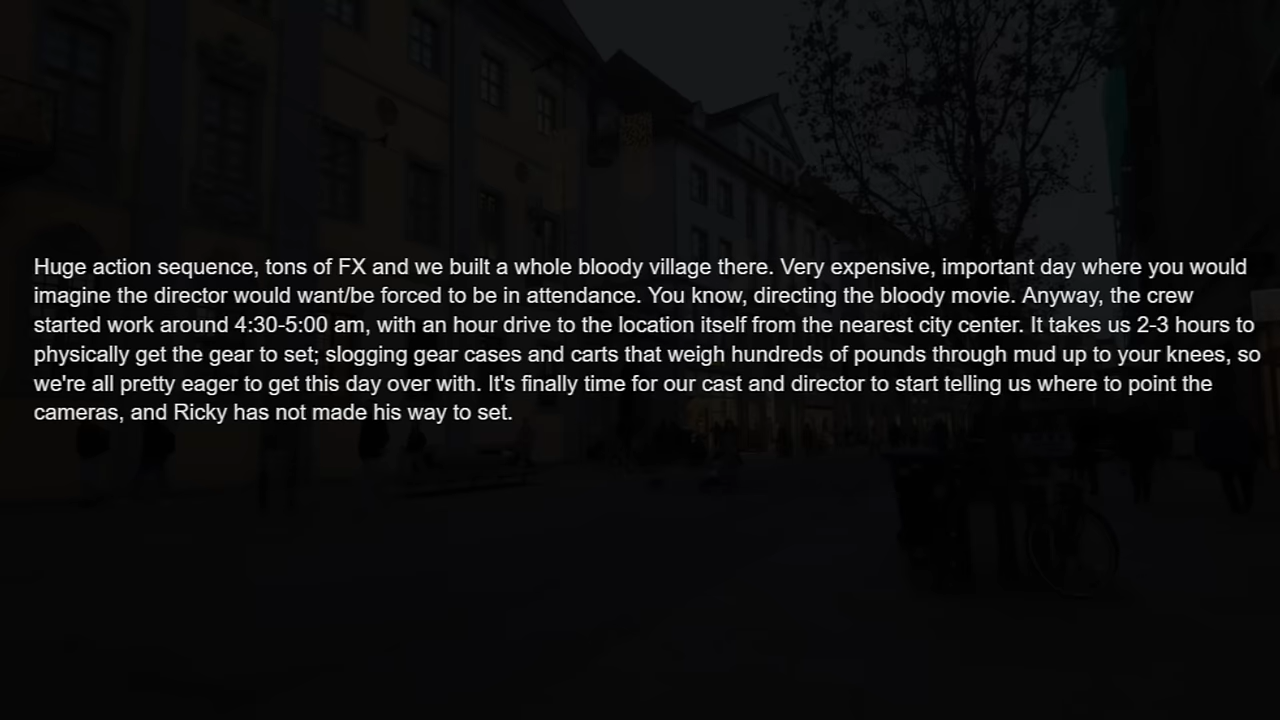 Huge action sequence, tons of FX and we built a whole bloody village there. Very expensive, important day where you would
imagine the director would want/be forced to be in attendance. You know, directing the bloody movie. Anyway, the crew
started work around 4:30-5:00 am, with an hour drive to the location itself from the nearest city center. It takes us 2-3 hours to
physically get the gear to set; slogging gear cases and carts that weigh hundreds of pounds through mud up to your knees, so
we're all pretty eager to get this day over with. It's finally time for our cast and director to start telling us where to point the
cameras, and Ricky has not made his way to set.